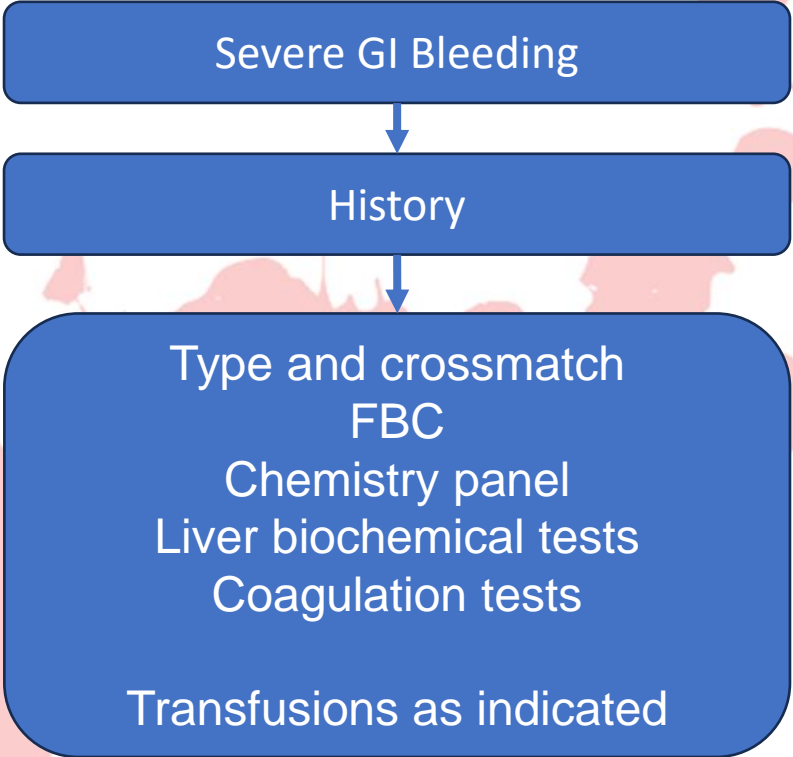 Severe GI Bleeding
History
Type and crossmatch
FBC
Chemistry panel
Liver biochemical tests
Coagulation tests
Transfusions as indicated